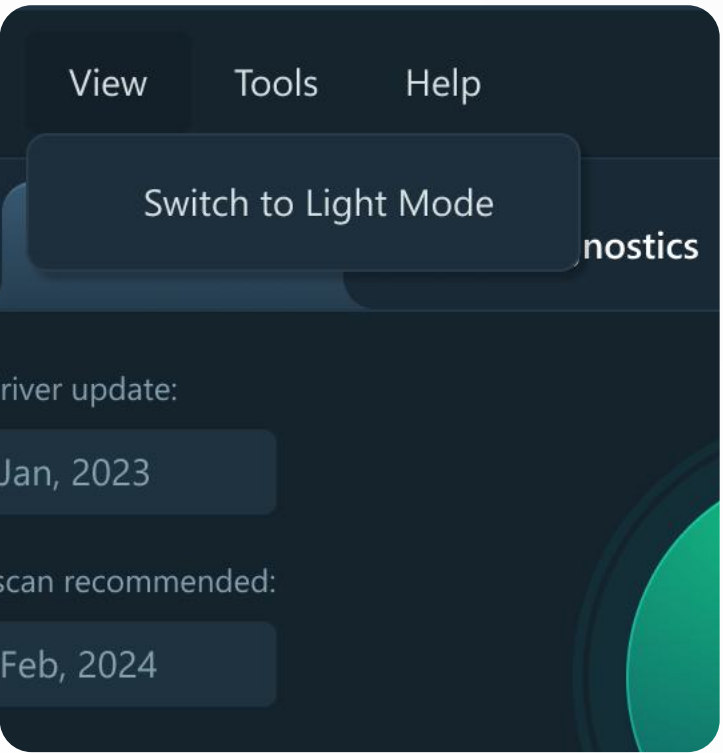 View Tools Help
Switch to Light Mode
nostics
river update:
Jan, 2023
scan recommended:
Feb, 2024